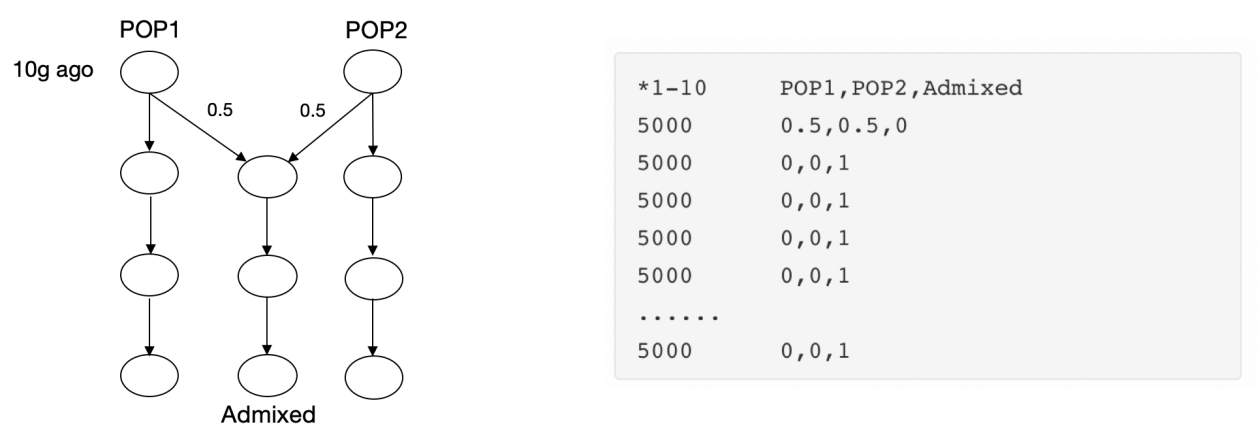 POP1 POP2
10g ago
0.5 0.5
Admixed
*1-10 POP1,POP2,Admixed
5000 0.5,0.5,0
5000 0,0,1
5000 0,0,1
5000 0,0,1
5000 0,0,1
......
5000 0,0,1